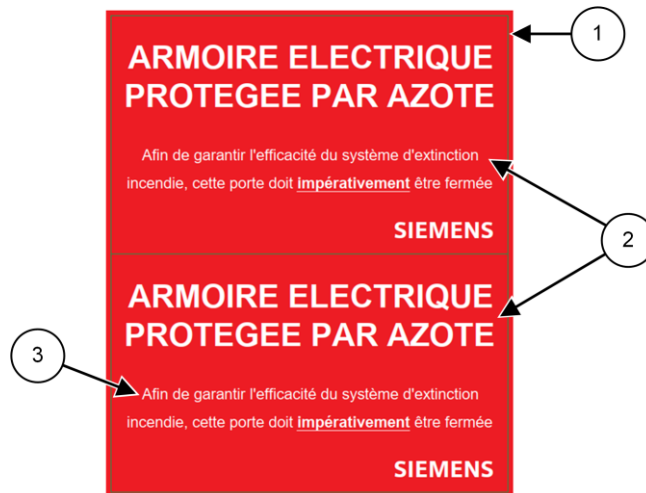 1
ARMOIRE ELECTRIQUE
PROTEGEE PAR AZOTE
Afin de garantir l'efficacité du système d'extinction
incendie, cette porte doit impérativement être fermée
SIEMENS
2
ARMOIRE ELECTRIQUE
PROTEGEE PAR AZOTE
3
Afin de garantir l'efficacité du système d'extinction
incendie, cette porte doit impérativement être fermée
SIEMENS